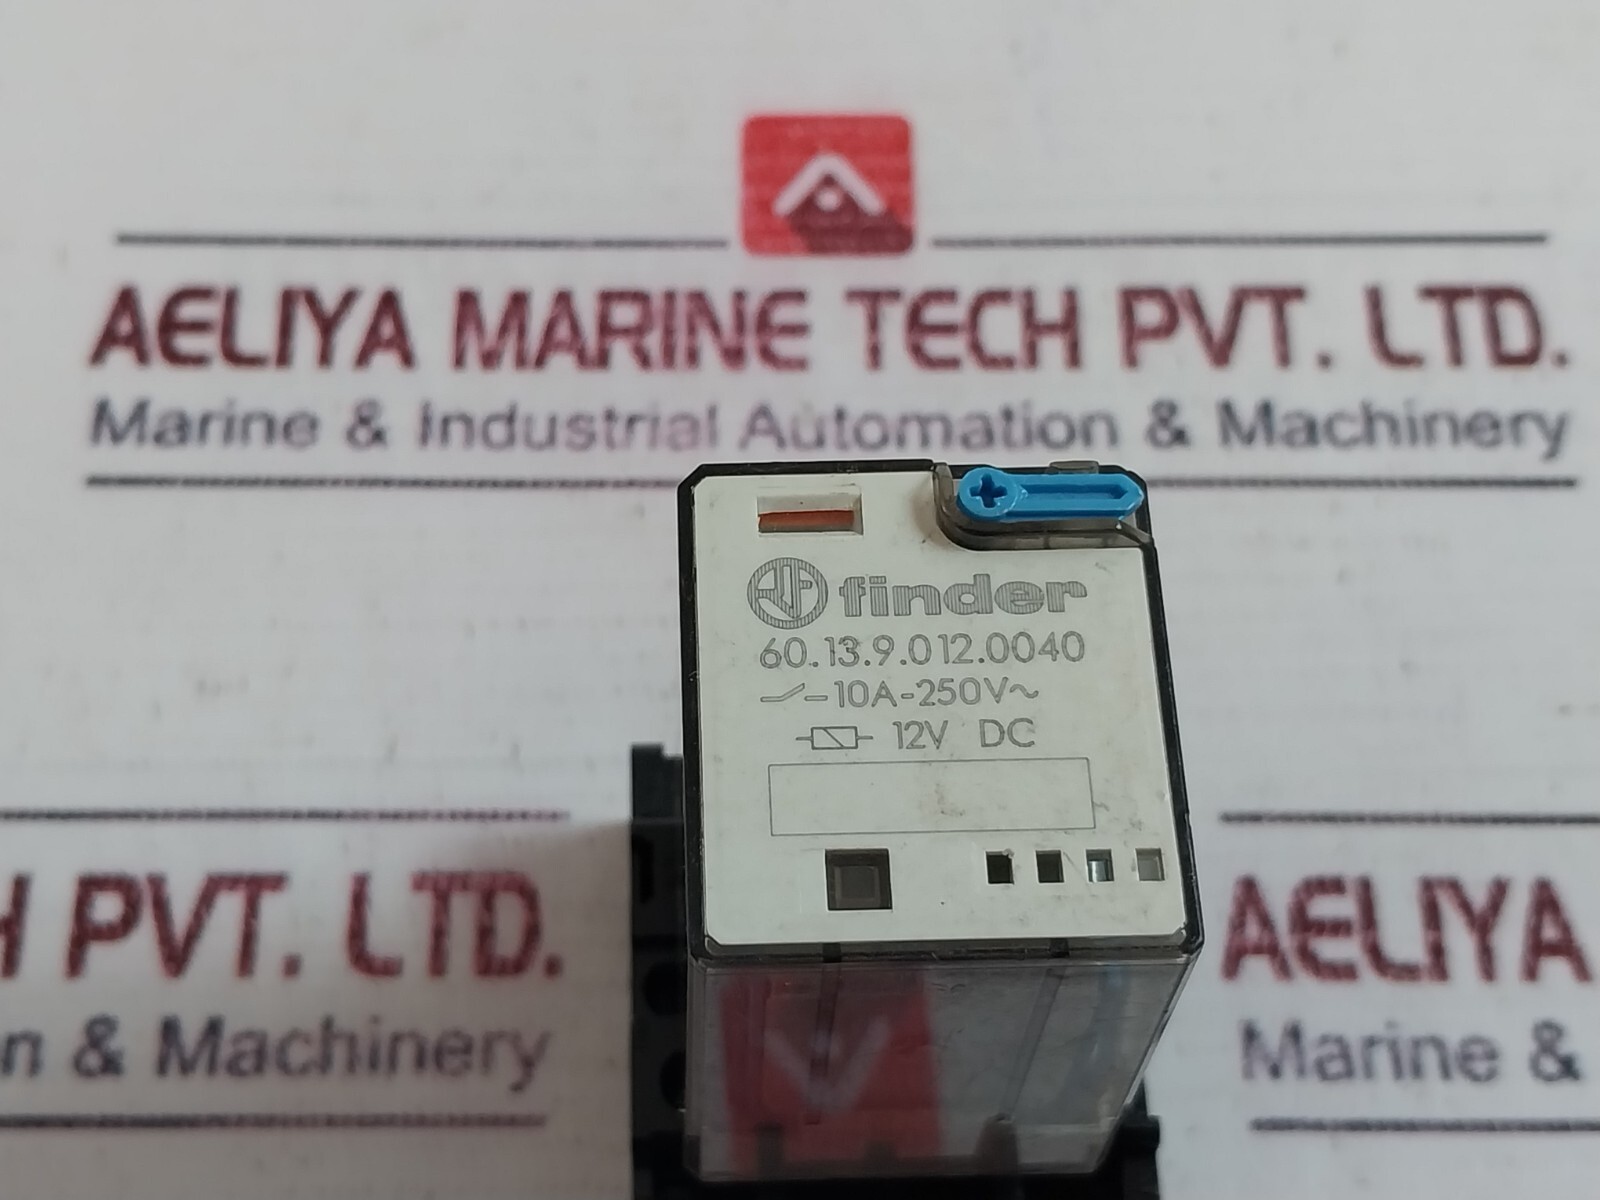 AELIYA MARINE TECH PVT. LTD.
Marine & Industrial Automation & Machinery
finder
60.13.9.012.0040
10A-250V~
12V DC
H PVT. LTD.
n & Machinery
AELIYA
Marine &